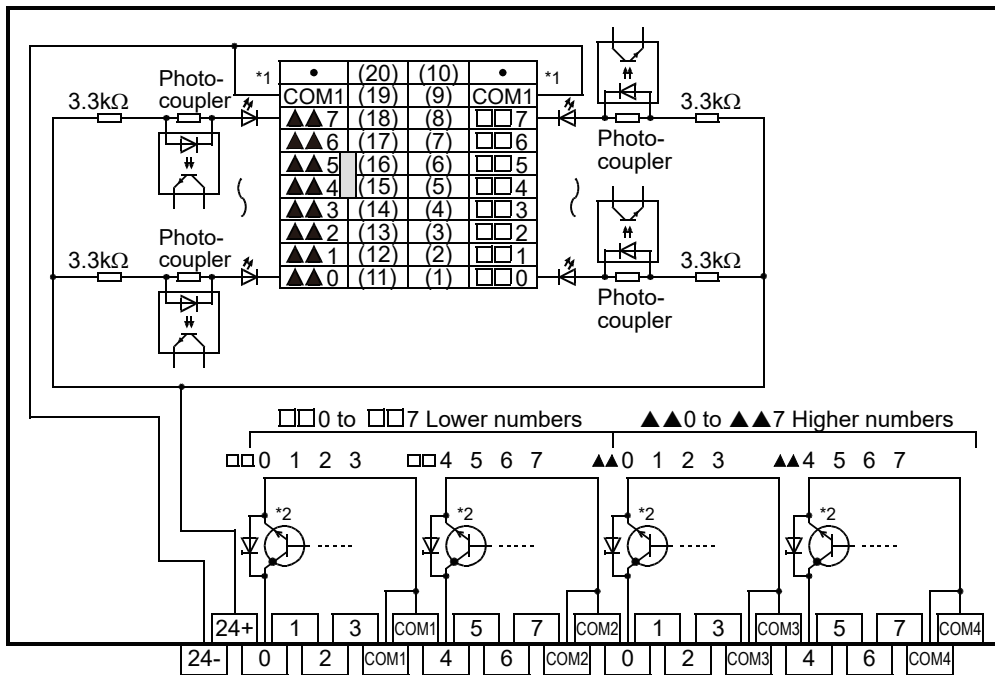 *1 • (20) (10) • *1
Photo-coupler
3.3kΩ
COM1 (19) (9) COM1
▲▲7 (18) (8) □□7
▲▲6 (17) (7) □□6
▲▲5 (16) (6) □□5
▲▲4 (15) (5) □□4
▲▲3 (14) (4) □□3
▲▲2 (13) (3) □□2
▲▲1 (12) (2) □□1
▲▲0 (11) (1) □□0
3.3kΩ
Photo-
coupler
Photo-
coupler
3.3kΩ
3.3kΩ
Photo-
coupler
□□0 to □□7 Lower numbers ▲▲0 to ▲▲7 Higher numbers
□□0 1 2 3 □□4 5 6 7 ▲▲0 1 2 3 ▲▲4 5 6 7
*2 *2 *2 *2
24+ 1 3 COM1 5 7 COM2 1 3 COM3 5 7 COM4
24- 0 2 COM1 4 6 COM2 0 2 COM3 4 6 COM4